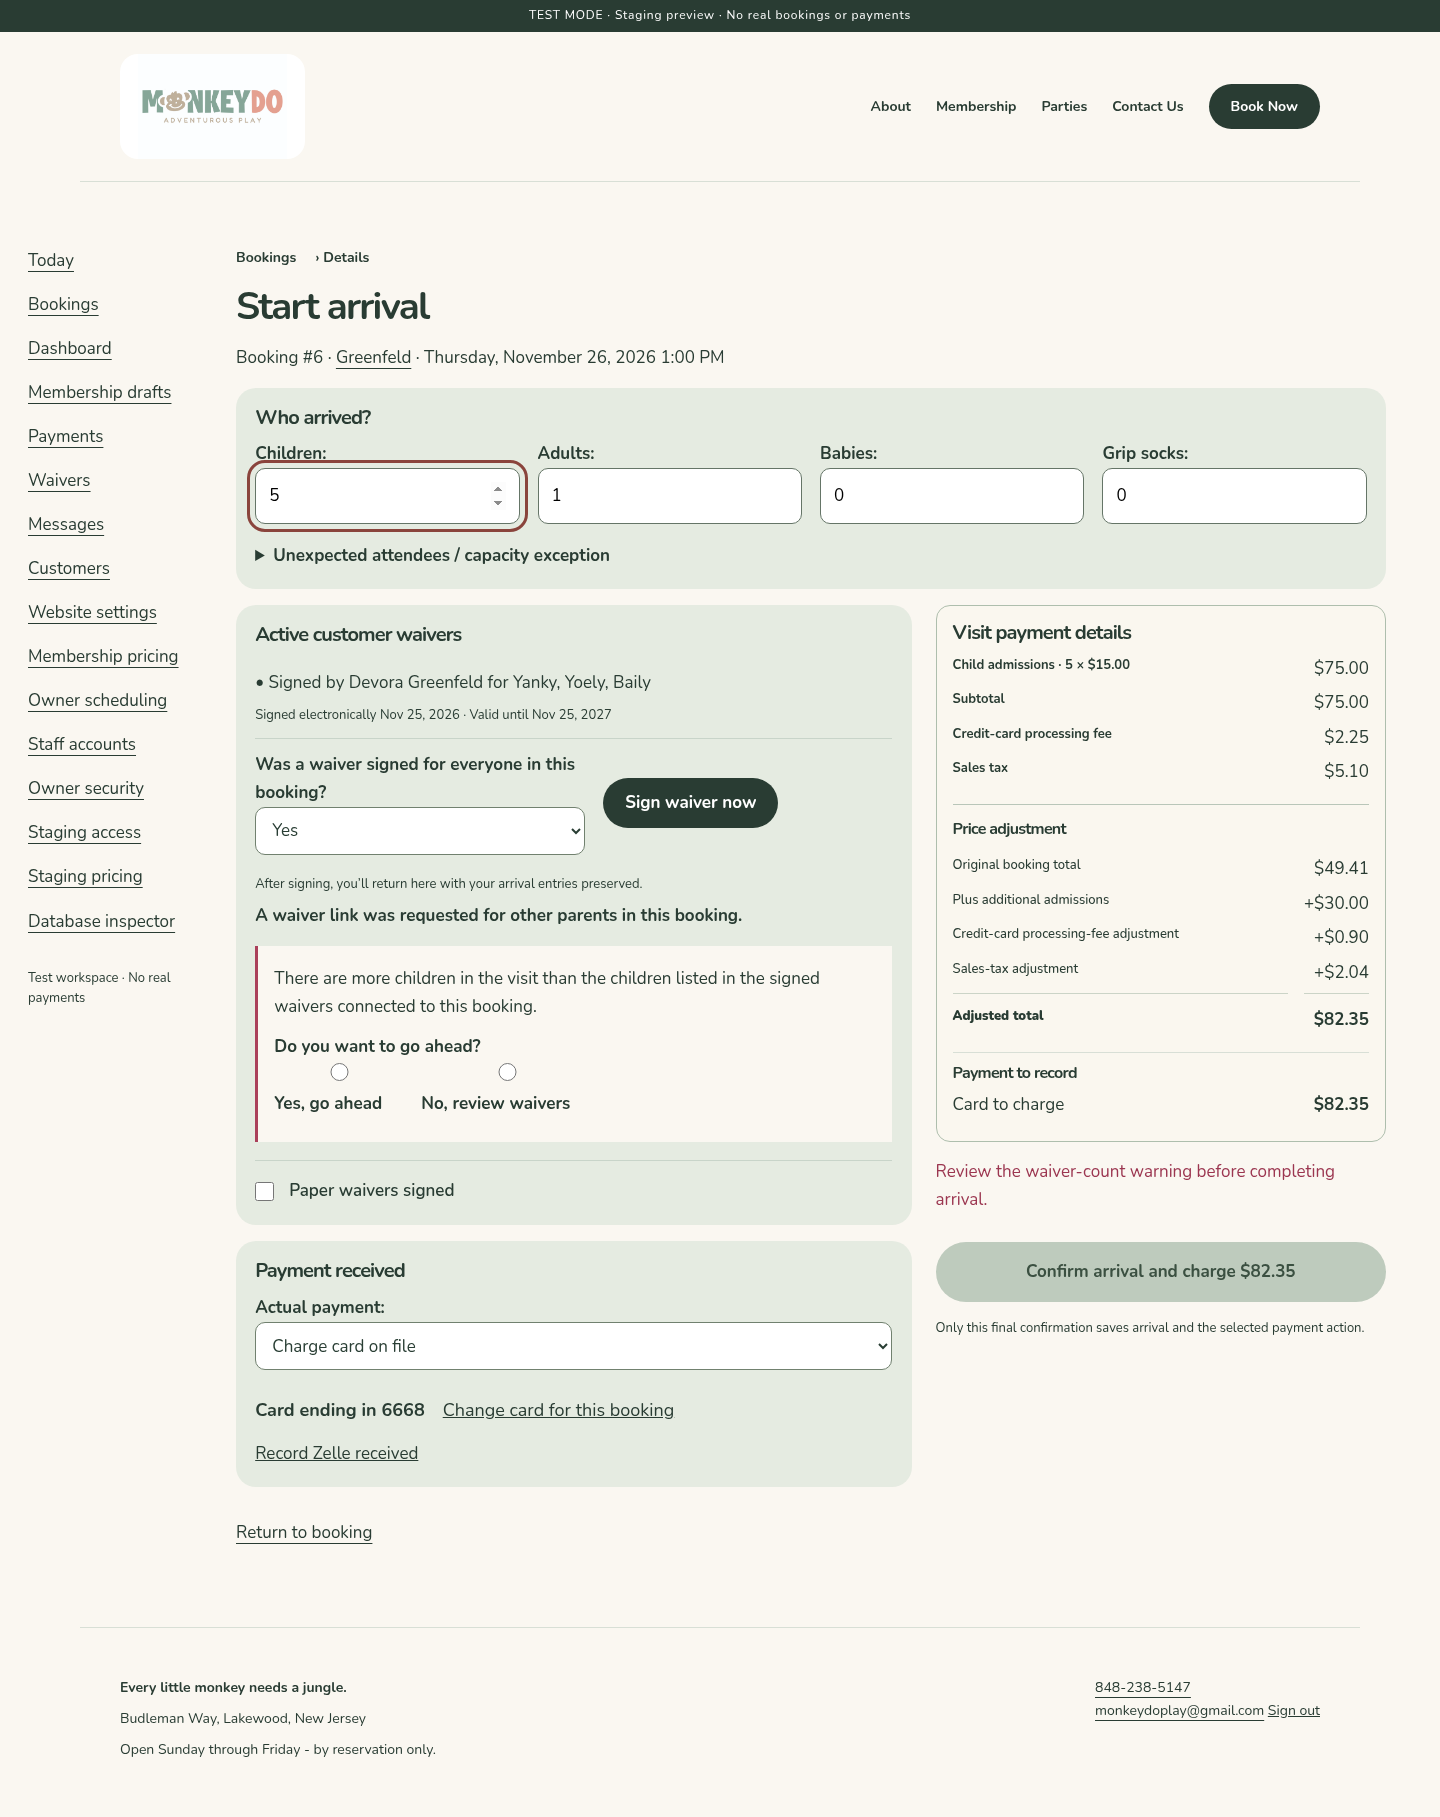 TEST MODE · Staging preview · No real bookings or payments
MONKEYDO
ADVENTUROUS PLAY
About Membership Parties Contact Us Book Now
Today
Bookings
Dashboard
Membership drafts
Payments
Waivers
Messages
Customers
Website settings
Membership pricing
Owner scheduling
Staff accounts
Owner security
Staging access
Staging pricing
Database inspector
Test workspace · No real
payments
Bookings › Details
Start arrival
Booking #6 · Greenfeld · Thursday, November 26, 2026 1:00 PM
Who arrived?
Children: Adults: Babies: Grip socks:
5 1 0 0
▶ Unexpected attendees / capacity exception
Active customer waivers
• Signed by Devora Greenfeld for Yanky, Yoely, Baily
Signed electronically Nov 25, 2026 · Valid until Nov 25, 2027
Was a waiver signed for everyone in this
booking?
Yes
Sign waiver now
After signing, you’ll return here with your arrival entries preserved.
A waiver link was requested for other parents in this booking.
There are more children in the visit than the children listed in the signed
waivers connected to this booking.
Do you want to go ahead?
Yes, go ahead No, review waivers
Paper waivers signed
Payment received
Actual payment:
Charge card on file
Card ending in 6668 Change card for this booking
Record Zelle received
Visit payment details
Child admissions · 5 × $15.00 $75.00
Subtotal $75.00
Credit-card processing fee $2.25
Sales tax $5.10
Price adjustment
Original booking total $49.41
Plus additional admissions +$30.00
Credit-card processing-fee adjustment +$0.90
Sales-tax adjustment +$2.04
Adjusted total $82.35
Payment to record
Card to charge $82.35
Review the waiver-count warning before completing
arrival.
Confirm arrival and charge $82.35
Only this final confirmation saves arrival and the selected payment action.
Return to booking
Every little monkey needs a jungle.
Budleman Way, Lakewood, New Jersey
Open Sunday through Friday - by reservation only.
848-238-5147
monkeydoplay@gmail.com Sign out